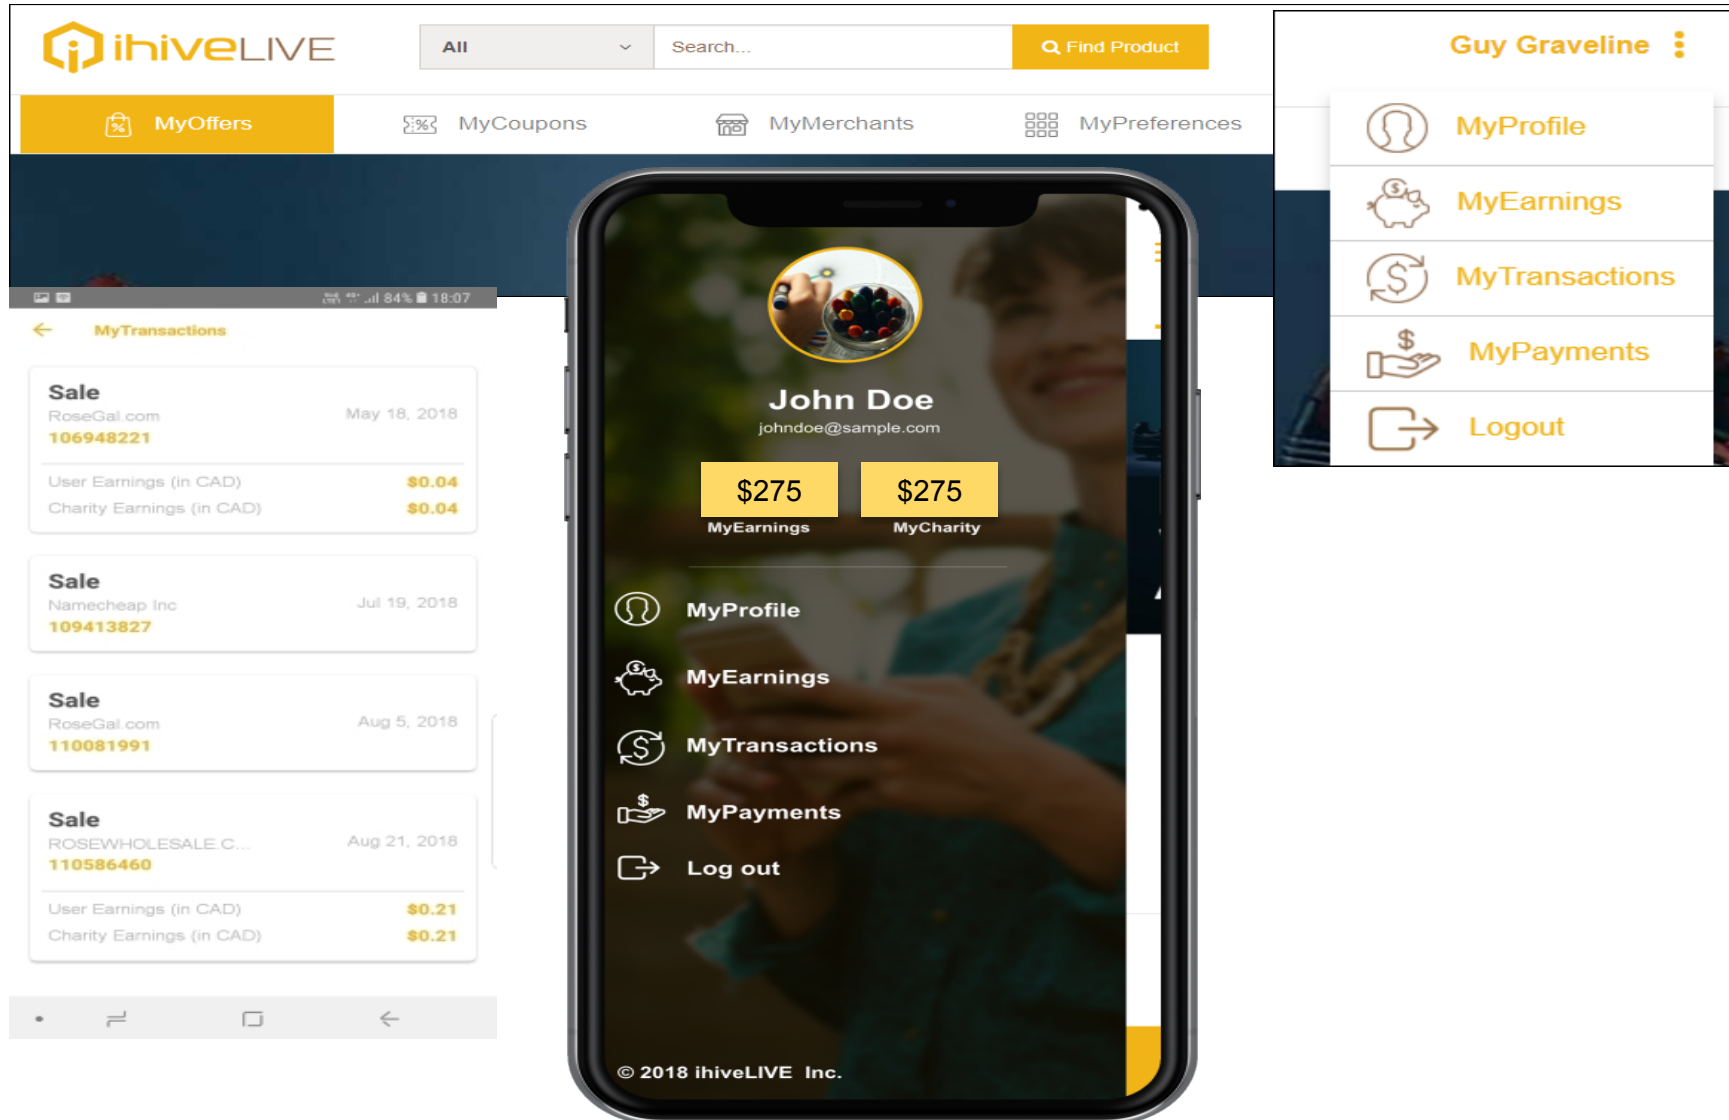 ihiveLIVE
All
Search...
Find Product
MyOffers
MyCoupons
MyMerchants
MyPreferences
Guy Graveline
MyProfile
MyEarnings
MyTransactions
MyPayments
Logout
84% 18:07
MyTransactions
Sale
RoseGal.com
May 18, 2018
106948221
User Earnings (in CAD) $0.04
Charity Earnings (in CAD) $0.04
Sale
Namecheap Inc
Jul 19, 2018
109413827
Sale
RoseGal.com
Aug 5, 2018
110081991
Sale
ROSEWHOLESALE.C...
Aug 21, 2018
110586460
User Earnings (in CAD) $0.21
Charity Earnings (in CAD) $0.21
John Doe
johndoe@sample.com
$275 $275
MyEarnings MyCharity
MyProfile
MyEarnings
MyTransactions
MyPayments
Log out
© 2018 ihiveLIVE Inc.